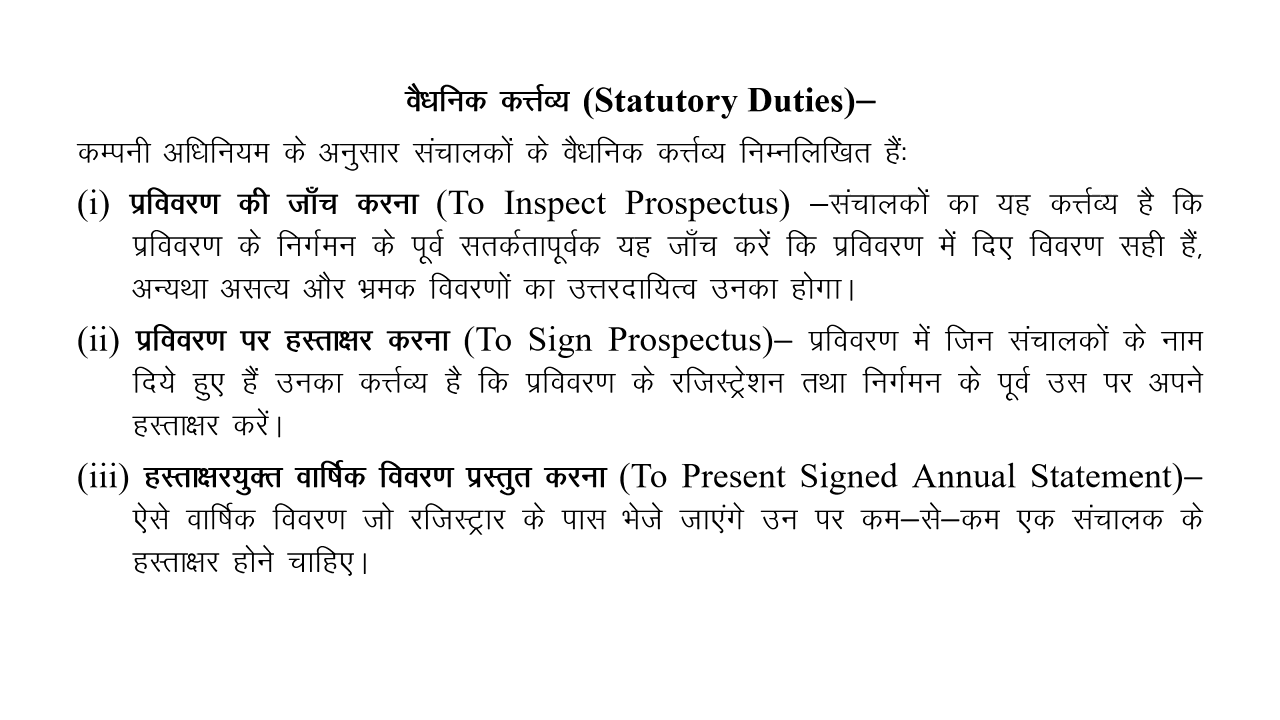 वैधनिक कर्त्तव्य (Statutory Duties)–
कम्पनी अधिनियम के अनुसार संचालकों के वैधनिक कर्त्तव्य निम्नलिखित हैंः
(i) प्रविवरण की जाँच करना (To Inspect Prospectus) –संचालकों का यह कर्त्तव्य है कि
प्रविवरण के निर्गमन के पूर्व सतर्कतापूर्वक यह जाँच करें कि प्रविवरण में दिए विवरण सही हैं,
अन्यथा असत्य और भ्रमक विवरणों का उत्तरदायित्व उनका होगा।
(ii) प्रविवरण पर हस्ताक्षर करना (To Sign Prospectus)– प्रविवरण में जिन संचालकों के नाम
दिये हुए हैं उनका कर्त्तव्य है कि प्रविवरण के रजिस्ट्रेशन तथा निर्गमन के पूर्व उस पर अपने
हस्ताक्षर करें।
(iii) हस्ताक्षरयुक्त वार्षिक विवरण प्रस्तुत करना (To Present Signed Annual Statement)–
ऐसे वार्षिक विवरण जो रजिस्ट्रार के पास भेजे जाएंगे उन पर कम–से–कम एक संचालक के
हस्ताक्षर होने चाहिए।